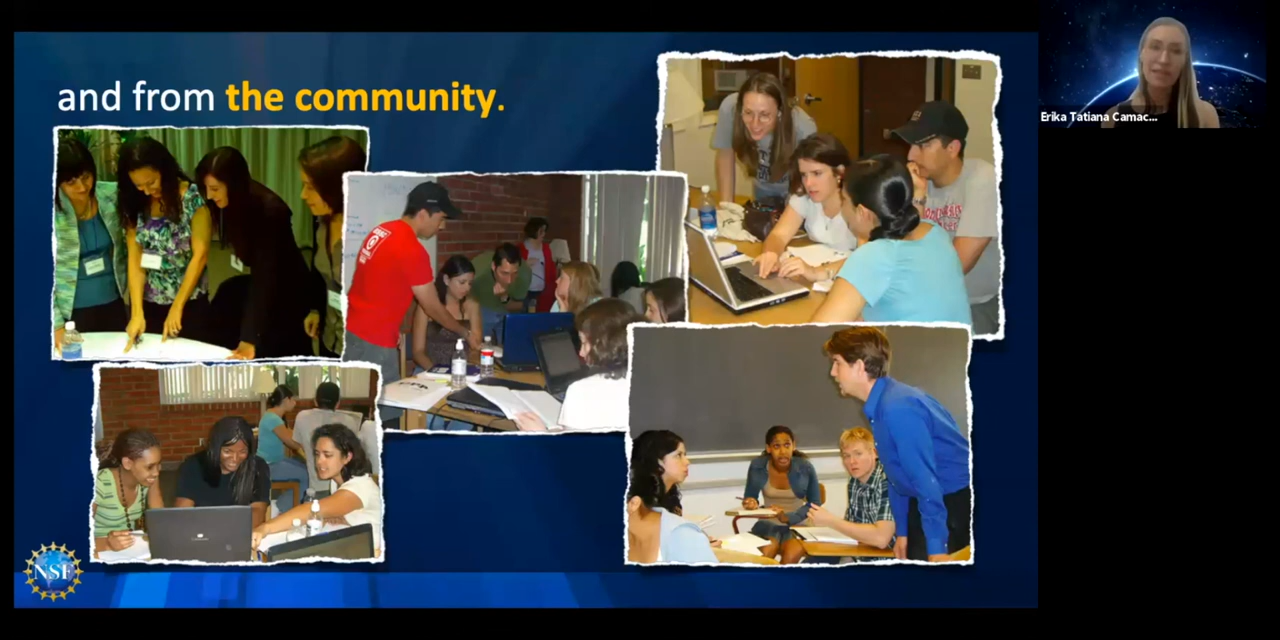 and from the community.
Erika Tatiana Camac...
NSF